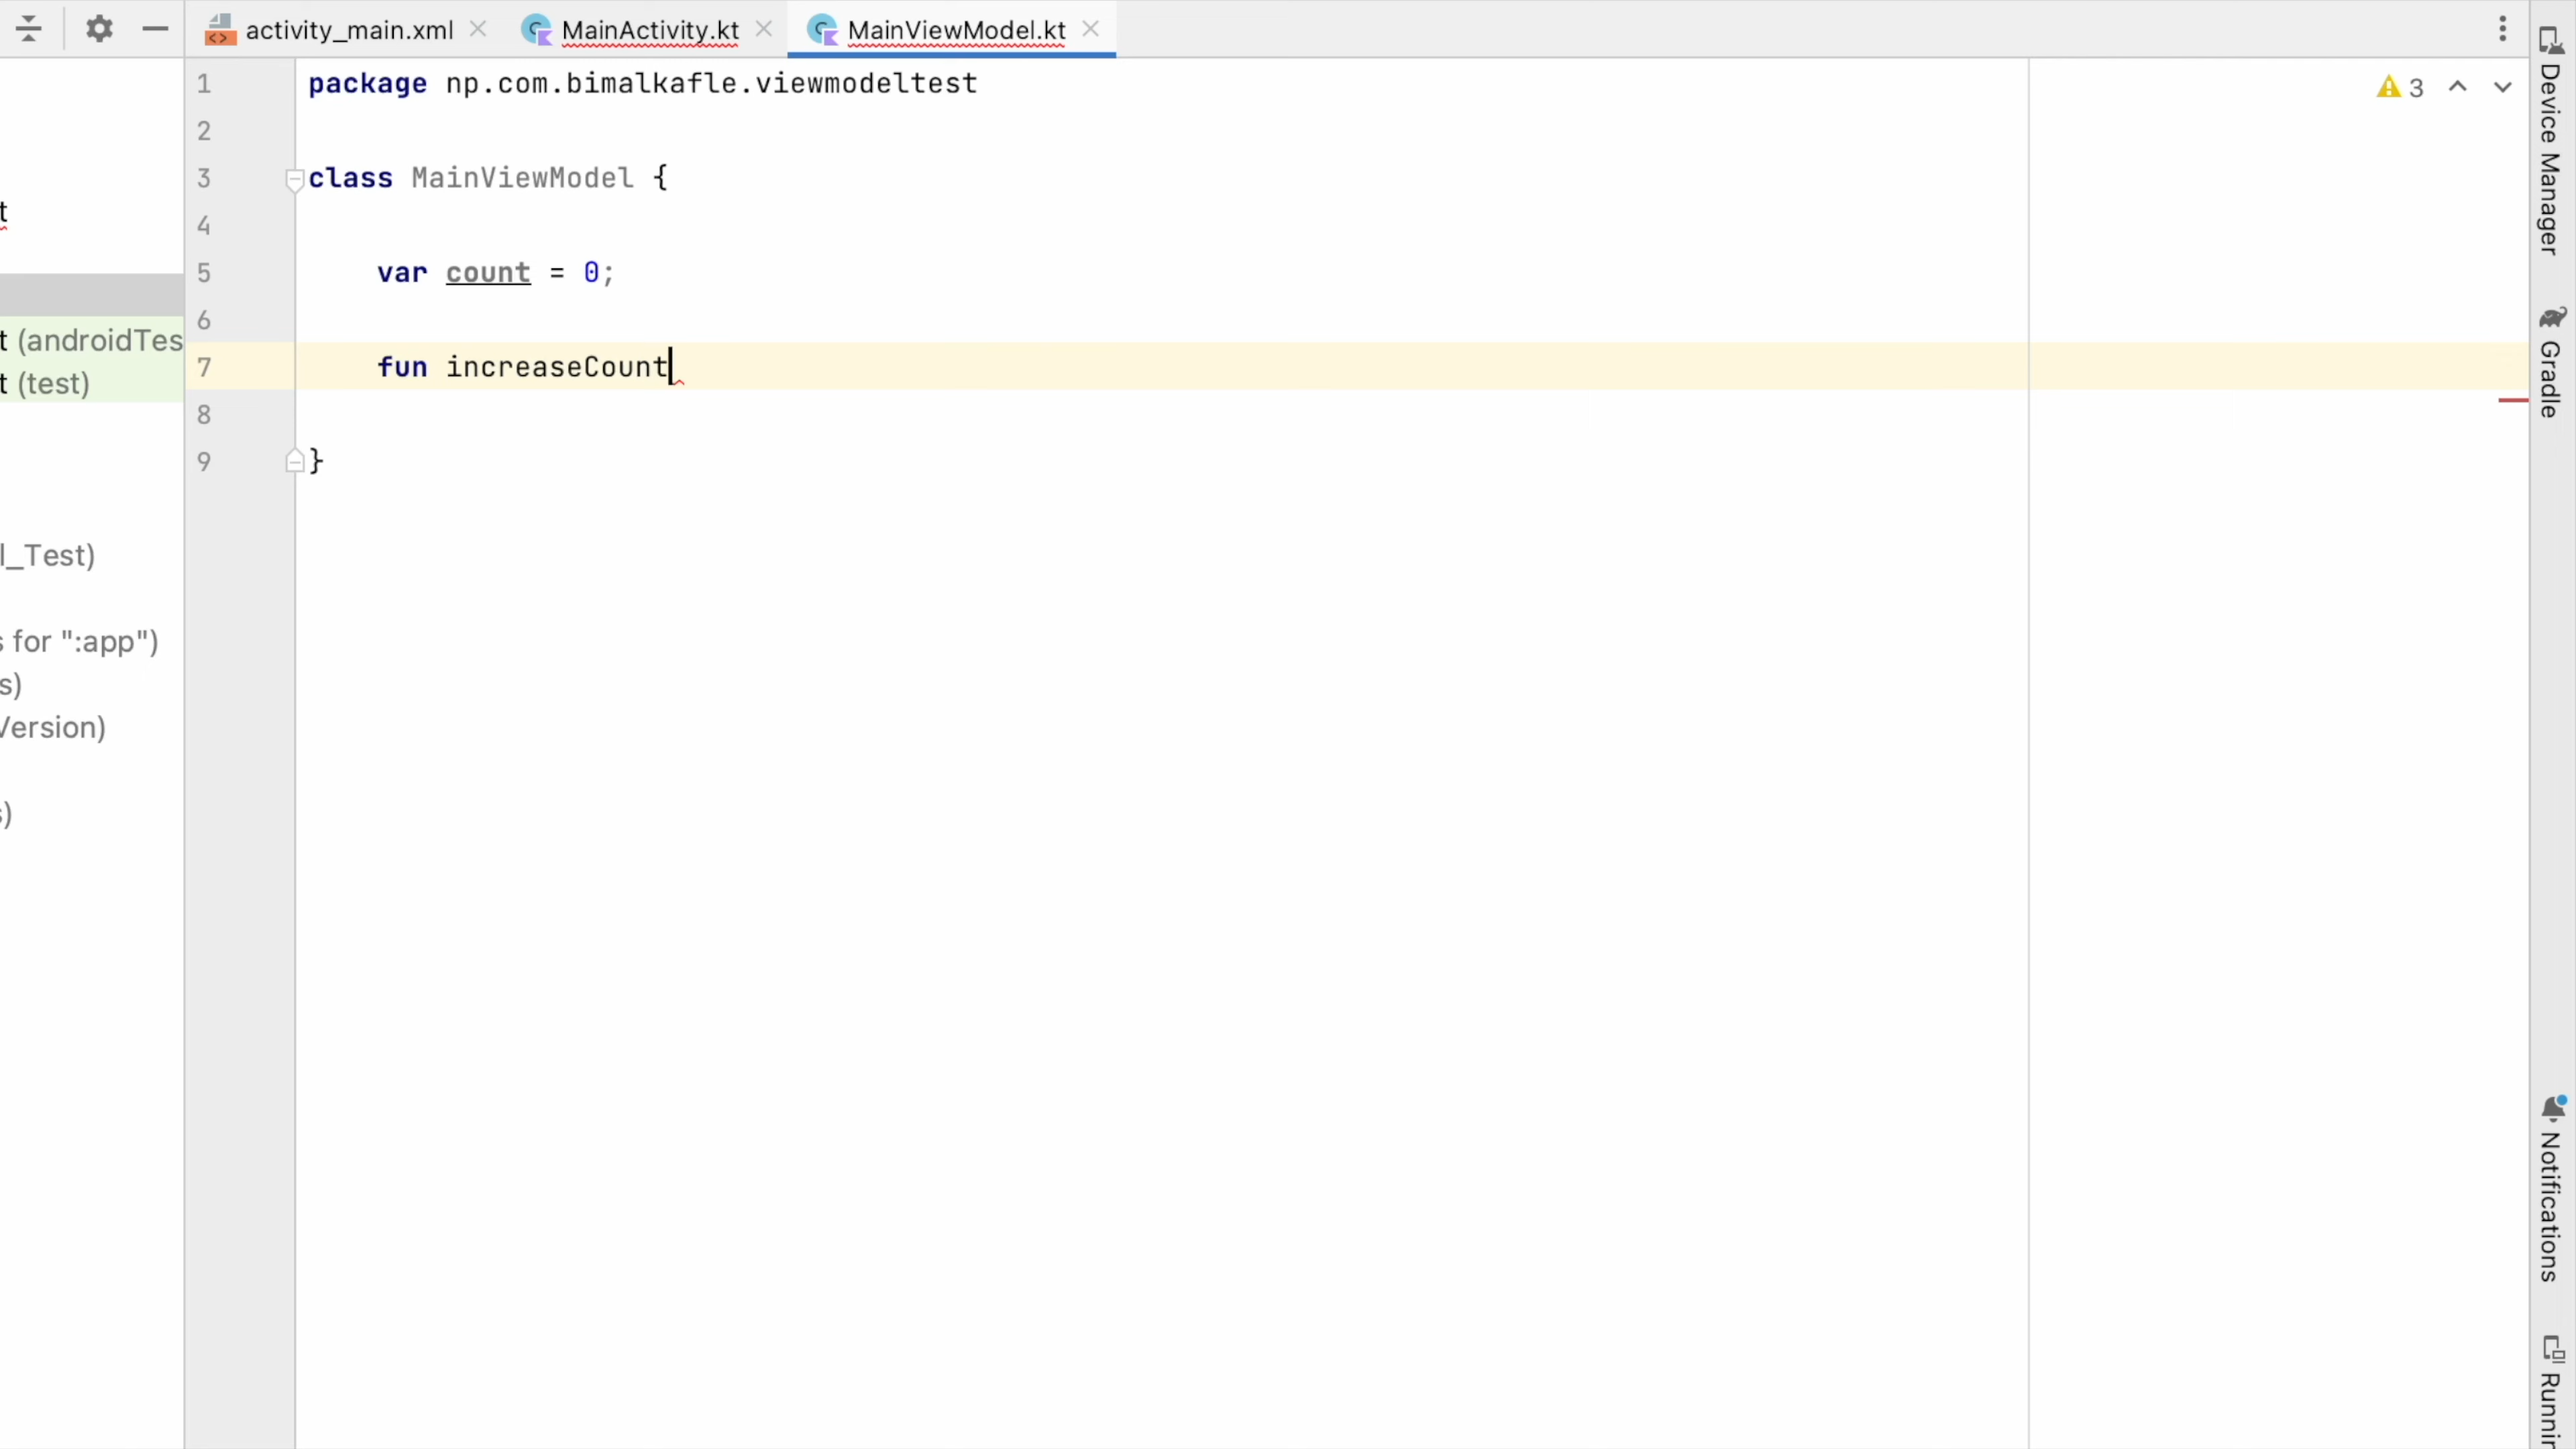 activity_main.xml MainActivity.kt MainViewModel.kt
1 package np.com.bimalkafle.viewmodeltest
3
2
3 class MainViewModel {
4
5 var count = 0;
6
7 fun increaseCount
8
9 }
t
t (androidTes
t (test)
l_Test)
s for ":app")
s)
Version)
s)
Device Manager
Gradle
Notifications
Runnin